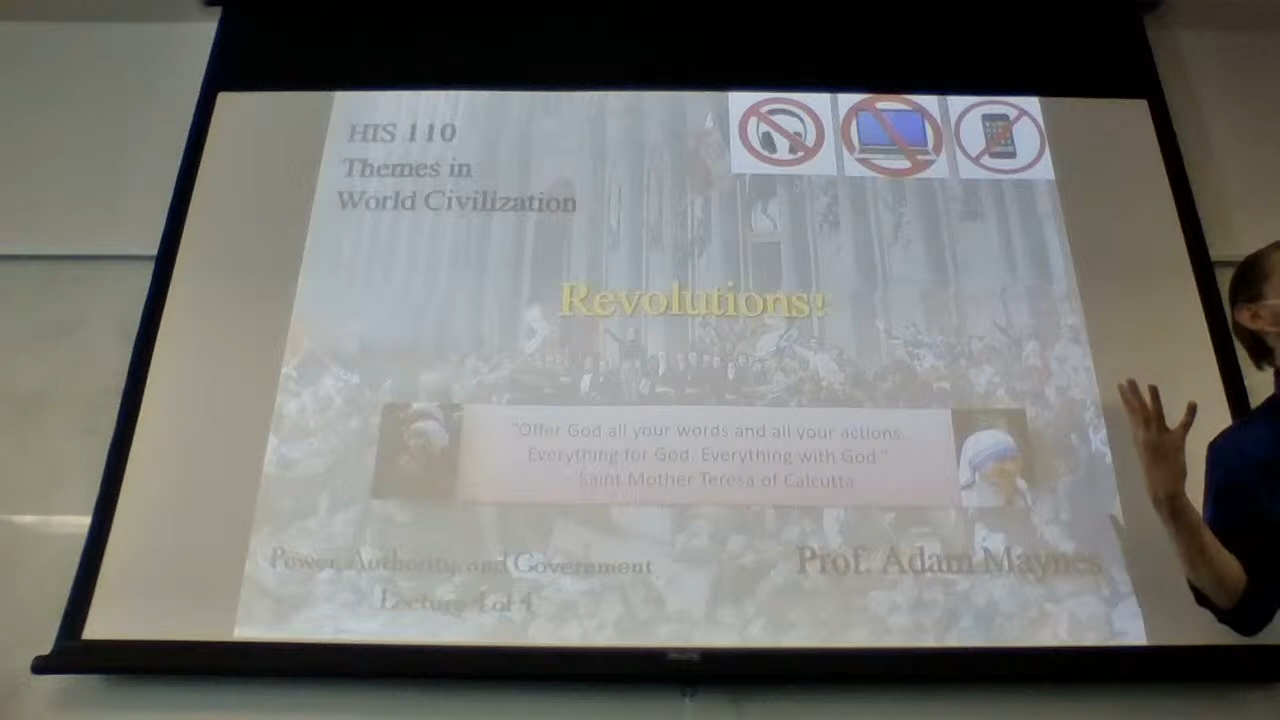 HIS 110
Themes in
World Civilization
Revolutions!
"Offer God all your words and all your actions.
Everything for God. Everything with God."
Saint Mother Teresa of Calcutta
Power, Authority, and Government
Lecture 4 of 4
Prof. Adam Maynes